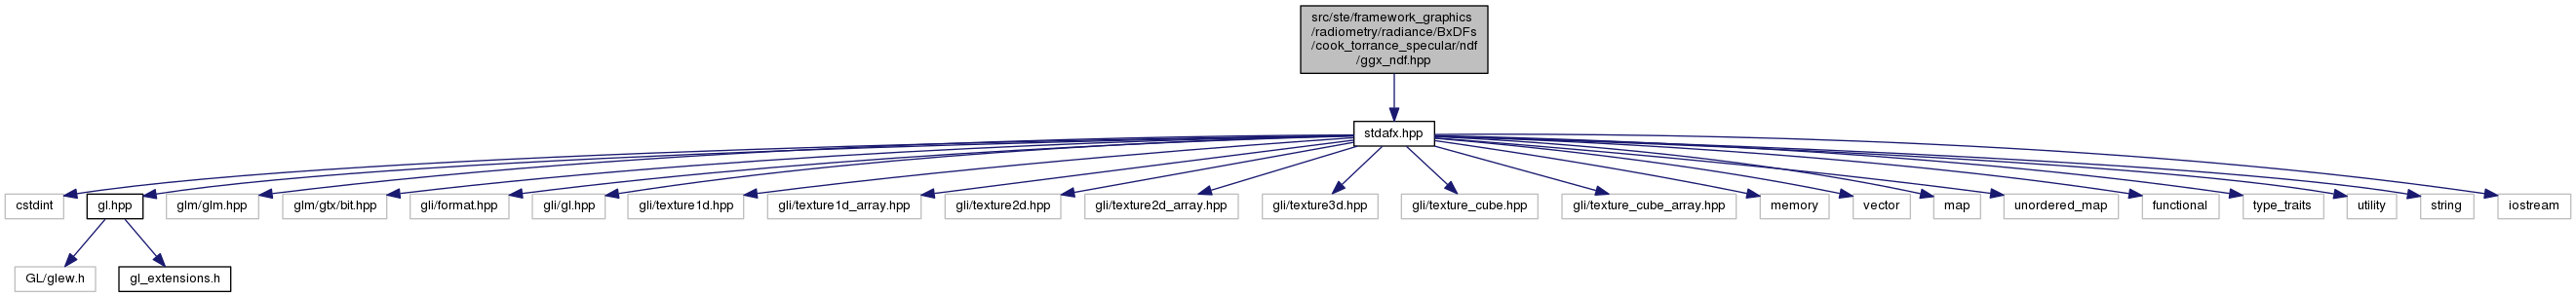 src/ste/framework_graphics
/radiometry/radiance/BxDFs
/cook_torrance_specular/ndf
/ggx_ndf.hpp
stdafx.hpp
cstdint
gl.hpp
glm/glm.hpp
glm/gtx/bit.hpp
gli/format.hpp
gli/gl.hpp
gli/texture1d.hpp
gli/texture1d_array.hpp
gli/texture2d.hpp
gli/texture2d_array.hpp
gli/texture3d.hpp
gli/texture_cube.hpp
gli/texture_cube_array.hpp
memory
vector
map
unordered_map
functional
type_traits
utility
string
iostream
GL/glew.h
gl_extensions.h